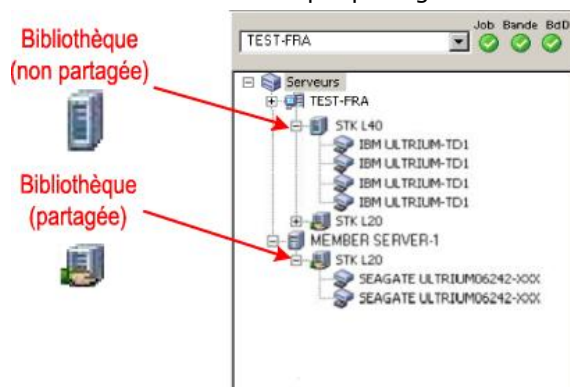 Job Bande BdD
TEST-FRA
Bibliothèque
(non partagée)
Serveurs
TEST-FRA
STK L40
IBM ULTRIUM-TD1
IBM ULTRIUM-TD1
IBM ULTRIUM-TD1
IBM ULTRIUM-TD1
Bibliothèque
(partagée)
STK L20
MEMBER SERVER-1
STK L20
SEAGATE ULTRIUM06242-XXX
SEAGATE ULTRIUM06242-XXX